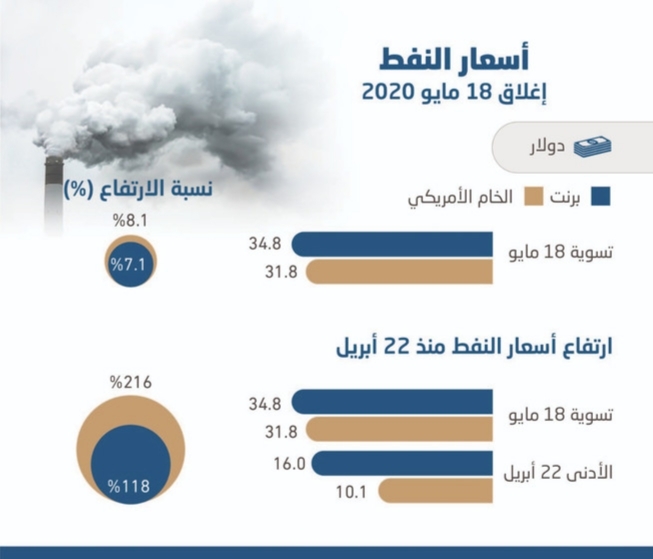 أسعار النفط
إغلاق 18 مايو 2020
دولار
برنت
الخام الأمريكي
نسبة الارتفاع (%)
تسوية 18 مايو
34.8
31.8
%8.1
%7.1
ارتفاع أسعار النفط منذ 22 أبريل
تسوية 18 مايو
34.8
31.8
الأدنى 22 أبريل
16.0
10.1
%216
%118